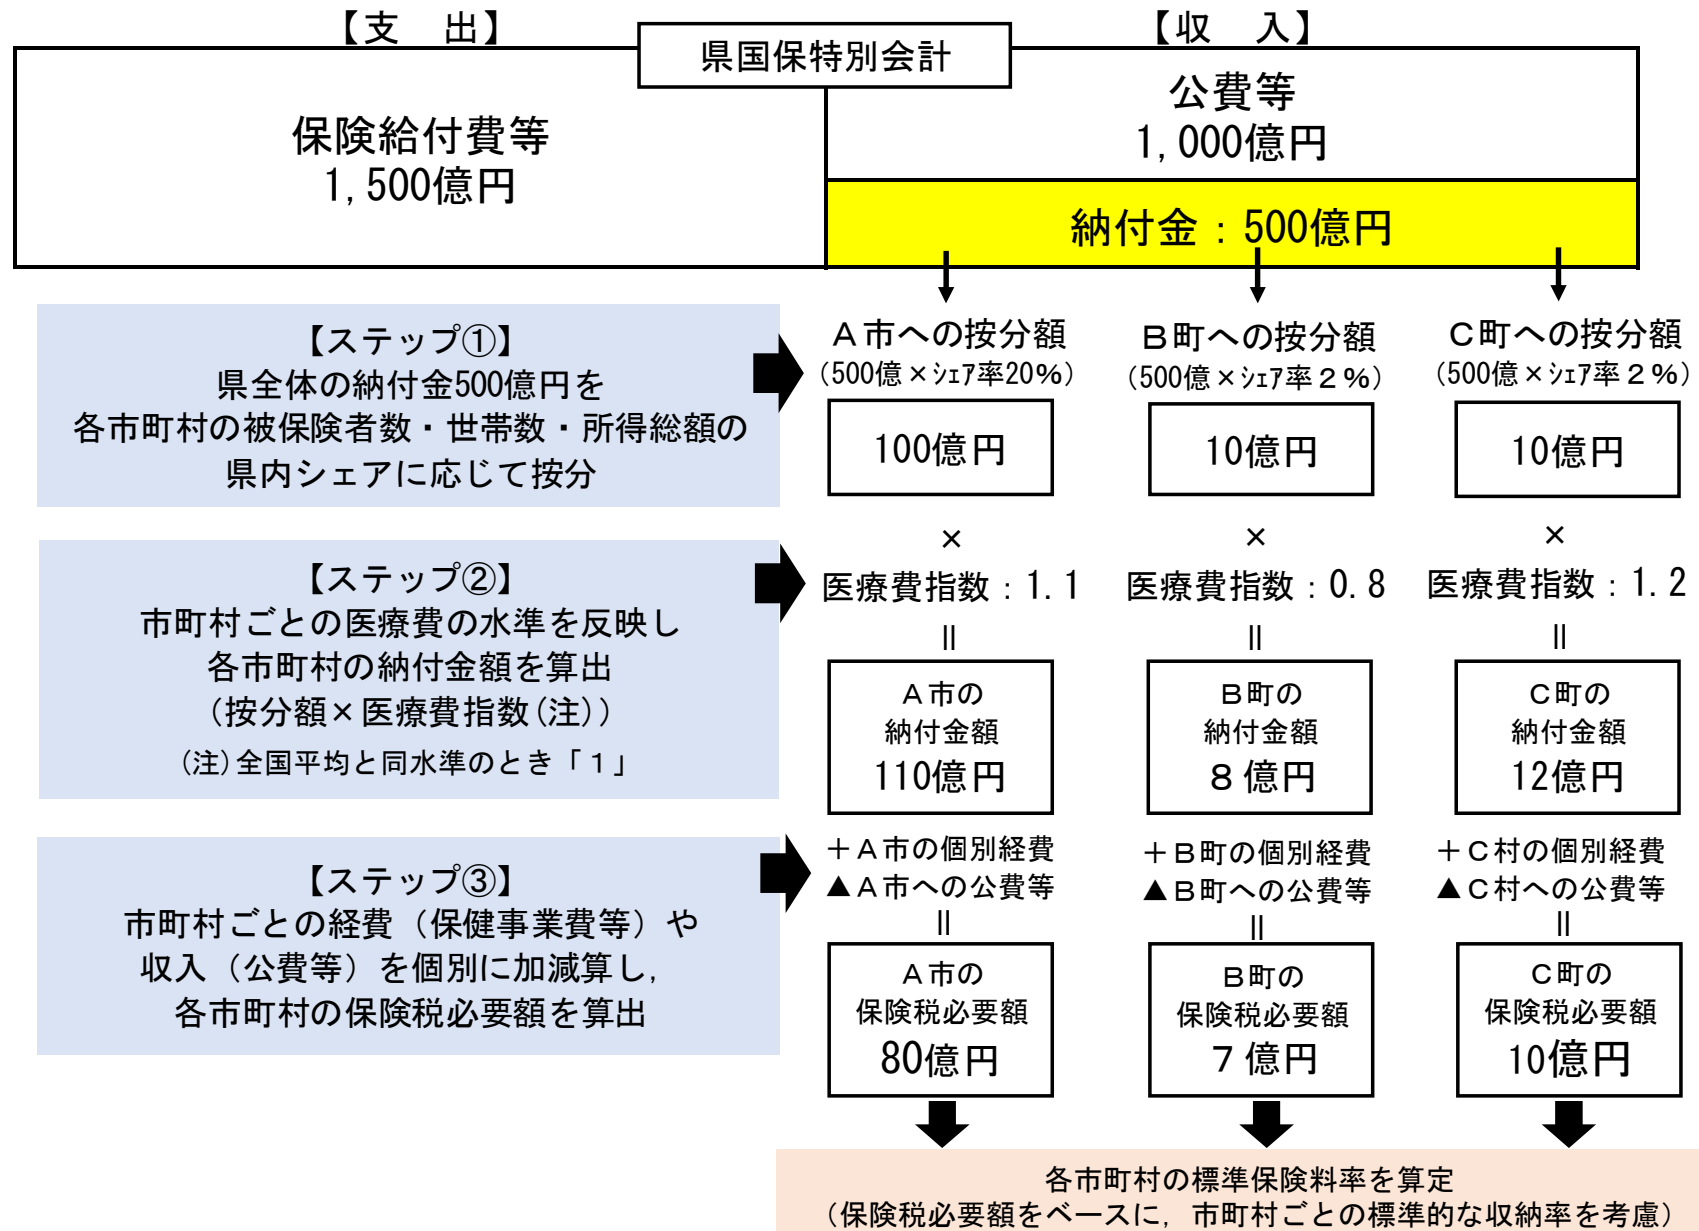 【支　出】
【収　入】
県国保特別会計
保険給付費等
1,500億円
公費等
1,000億円
納付金：500億円
【ステップ①】
県全体の納付金500億円を
各市町村の被保険者数・世帯数・所得総額の
県内シェアに応じて按分
Ａ市への按分額
(500億×ｼｪｱ率20%)
100億円
Ｂ町への按分額
(500億×ｼｪｱ率２%)
10億円
Ｃ町への按分額
(500億×ｼｪｱ率２%)
10億円
【ステップ②】
市町村ごとの医療費の水準を反映し
各市町村の納付金額を算出
(按分額×医療費指数(注))
(注)全国平均と同水準のとき「１」
×
医療費指数：1.1
||
Ａ市の
納付金額
110億円
×
医療費指数：0.8
||
Ｂ町の
納付金額
８億円
×
医療費指数：1.2
||
Ｃ町の
納付金額
12億円
【ステップ③】
市町村ごとの経費（保健事業費等）や
収入（公費等）を個別に加減算し,
各市町村の保険税必要額を算出
＋Ａ市の個別経費
▲Ａ市への公費等
||
Ａ市の
保険税必要額
80億円
＋Ｂ町の個別経費
▲Ｂ町への公費等
||
Ｂ町の
保険税必要額
７億円
＋Ｃ村の個別経費
▲Ｃ村への公費等
||
Ｃ町の
保険税必要額
10億円
各市町村の標準保険料率を算定
（保険税必要額をベースに, 市町村ごとの標準的な収納率を考慮）